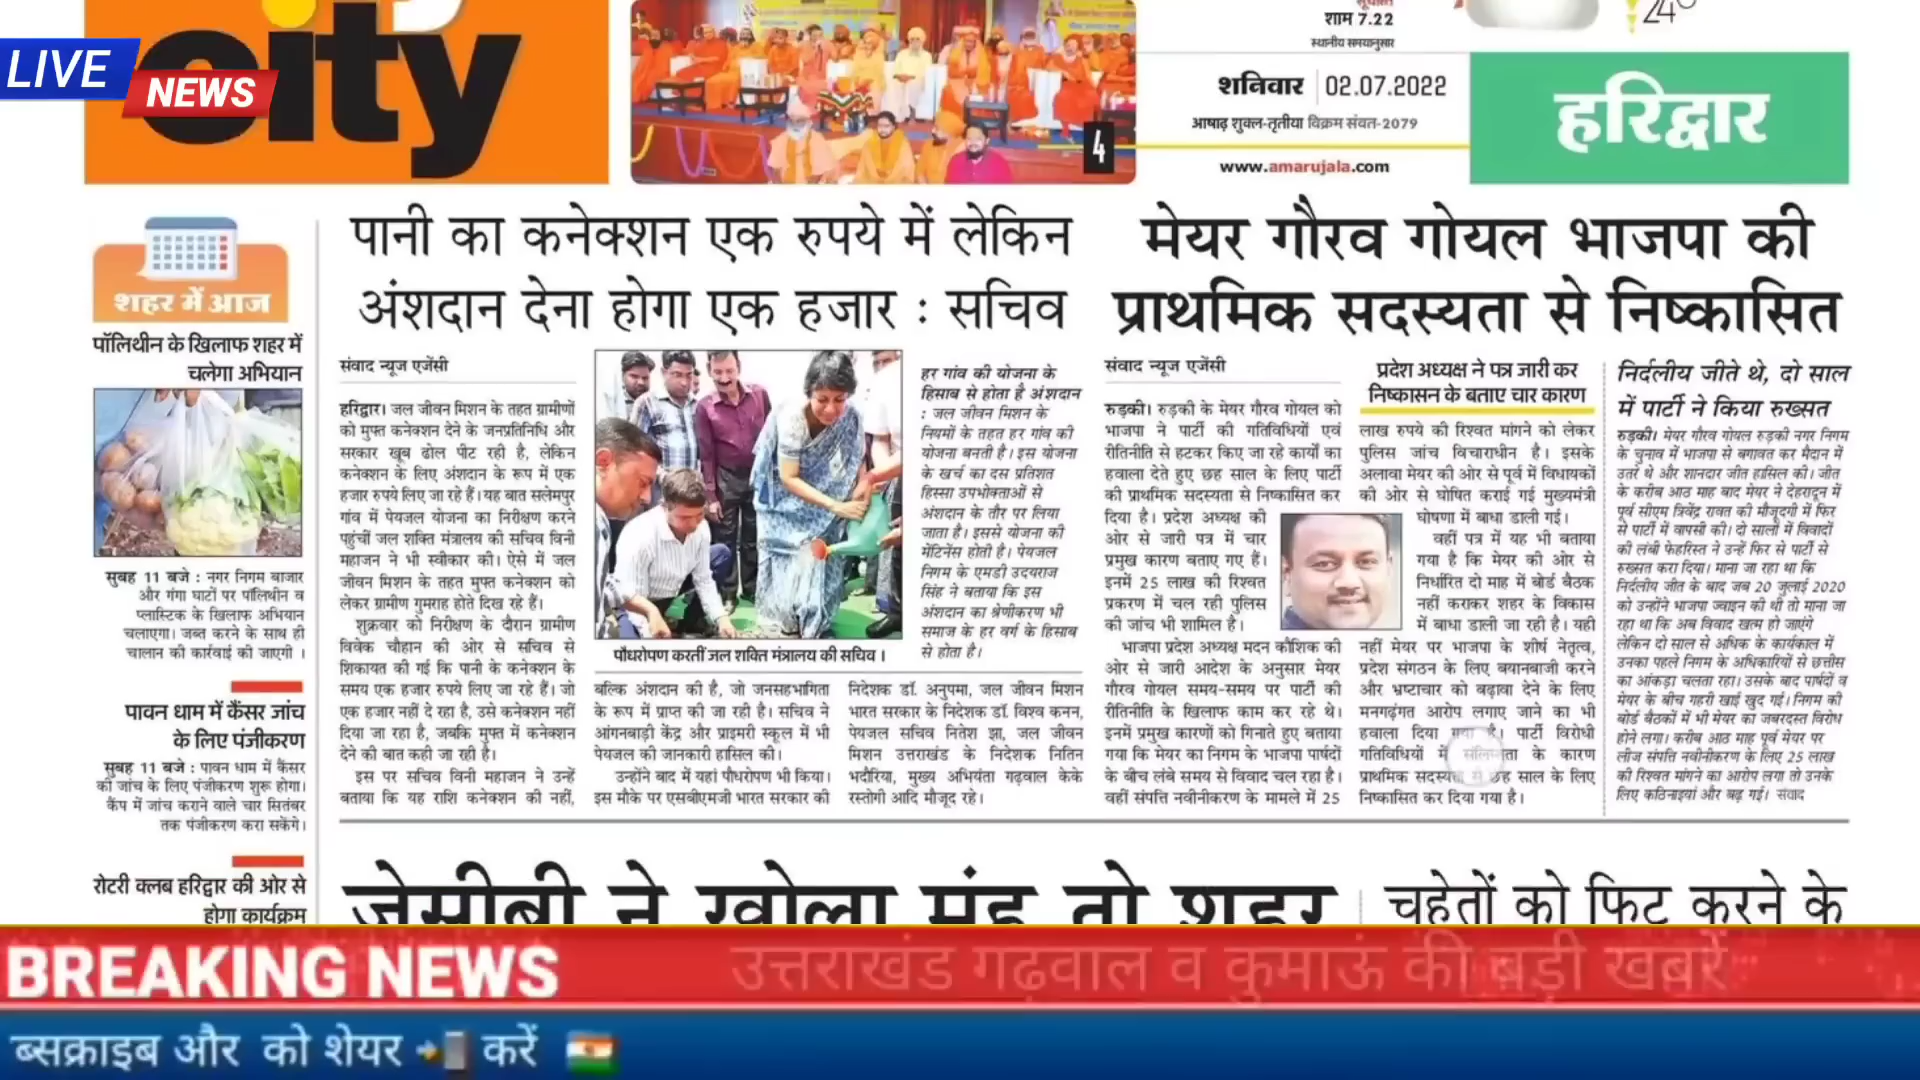 city
LIVE
NEWS
4
शाम 7.22
स्थानीय समयानुसार
शनिवार 02.07.2022
आषाढ़ शुक्ल-तृतीया विक्रम संवत-2079
www.amarujala.com
हरिद्वार
शहर में आज
पॉलिथीन के खिलाफ शहर में
चलेगा अभियान
सुबह 11 बजे : नगर निगम बाजार
और गंगा घाटों पर पॉलिथीन व
प्लास्टिक के खिलाफ अभियान
चलाएगा। जब्त करने के साथ ही
चालान की कार्रवाई की जाएगी ।
पावन धाम में कैंसर जांच
के लिए पंजीकरण
सुबह 11 बजे : पावन धाम में कैंसर
की जांच के लिए पंजीकरण शुरू होगा।
कैंप में जांच कराने वाले चार सितंबर
तक पंजीकरण करा सकेंगे।
रोटरी क्लब हरिद्वार की ओर से
होगा कार्यक्रम
पानी का कनेक्शन एक रुपये में लेकिन
अंशदान देना होगा एक हजार : सचिव
संवाद न्यूज एजेंसी
हरिद्वार। जल जीवन मिशन के तहत ग्रामीणों
को मुफ्त कनेक्शन देने के जनप्रतिनिधि और
सरकार खूब ढोल पीट रही है, लेकिन
कनेक्शन के लिए अंशदान के रूप में एक
हजार रुपये लिए जा रहे हैं। यह बात सलेमपुर
गांव में पेयजल योजना का निरीक्षण करने
पहुंचीं जल शक्ति मंत्रालय की सचिव विनी
महाजन ने भी स्वीकार की। ऐसे में जल
जीवन मिशन के तहत मुफ्त कनेक्शन को
लेकर ग्रामीण गुमराह होते दिख रहे हैं।
शुक्रवार को निरीक्षण के दौरान ग्रामीण
विवेक चौहान की ओर से सचिव से
शिकायत की गई कि पानी के कनेक्शन के
समय एक हजार रुपये लिए जा रहे हैं। जो
एक हजार नहीं दे रहा है, उसे कनेक्शन नहीं
दिया जा रहा है, जबकि मुफ्त में कनेक्शन
देने की बात कही जा रही है।
इस पर सचिव विनी महाजन ने उन्हें
बताया कि यह राशि कनेक्शन की नहीं,
पौधरोपण करतीं जल शक्ति मंत्रालय की सचिव ।
बल्कि अंशदान की है, जो जनसहभागिता
के रूप में प्राप्त की जा रही है। सचिव ने
आंगनबाड़ी केंद्र और प्राइमरी स्कूल में भी
पेयजल की जानकारी हासिल की।
उन्होंने बाद में यहां पौधरोपण भी किया।
इस मौके पर एसबीएमजी भारत सरकार की
निदेशक डॉ. अनुपमा, जल जीवन मिशन
भारत सरकार के निदेशक डॉ. विश्व कनन,
पेयजल सचिव नितेश झा, जल जीवन
मिशन उत्तराखंड के निदेशक नितिन
भदौरिया, मुख्य अभियंता गढ़वाल केके
रस्तोगी आदि मौजूद रहे।
हर गांव की योजना के
हिसाब से होता है अंशदान
: जल जीवन मिशन के
नियमों के तहत हर गांव की
योजना बनती है। इस योजना
के खर्च का दस प्रतिशत
हिस्सा उपभोक्ताओं से
अंशदान के तौर पर लिया
जाता है। इससे योजना की
मेंटिनेंस होती है। पेयजल
निगम के एमडी उदयराज
सिंह ने बताया कि इस
अंशदान का श्रेणीकरण भी
समाज के हर वर्ग के हिसाब
से होता है।
मेयर गौरव गोयल भाजपा की
प्राथमिक सदस्यता से निष्कासित
संवाद न्यूज एजेंसी
रुड़की। रुड़की के मेयर गौरव गोयल को
भाजपा ने पार्टी की गतिविधियों एवं
रीतिनीति से हटकर किए जा रहे कार्यों का
हवाला देते हुए छह साल के लिए पार्टी
की प्राथमिक सदस्यता से निष्कासित कर
दिया है। प्रदेश अध्यक्ष की
ओर से जारी पत्र में चार
प्रमुख कारण बताए गए हैं।
इनमें 25 लाख की रिश्वत
प्रकरण में चल रही पुलिस
की जांच भी शामिल है।
भाजपा प्रदेश अध्यक्ष मदन कौशिक की
ओर से जारी आदेश के अनुसार मेयर
गौरव गोयल समय-समय पर पार्टी की
रीतिनीति के खिलाफ काम कर रहे थे।
इनमें प्रमुख कारणों को गिनाते हुए बताया
गया कि मेयर का निगम के भाजपा पार्षदों
के बीच लंबे समय से विवाद चल रहा है।
वहीं संपत्ति नवीनीकरण के मामले में 25
प्रदेश अध्यक्ष ने पत्र जारी कर
निष्कासन के बताए चार कारण
लाख रुपये की रिश्वत मांगने को लेकर
पुलिस जांच विचाराधीन है। इसके
अलावा मेयर की ओर से पूर्व में विधायकों
की ओर से घोषित कराई गई मुख्यमंत्री
घोषणा में बाधा डाली गई।
वहीं पत्र में यह भी बताया
गया है कि मेयर की ओर से
निर्धारित दो माह में बोर्ड बैठक
नहीं कराकर शहर के विकास
में बाधा डाली जा रही है। यही
नहीं मेयर पर भाजपा के शीर्ष नेतृत्व,
प्रदेश संगठन के लिए बयानबाजी करने
और भ्रष्टाचार को बढ़ावा देने के लिए
मनगढ़ंगत आरोप लगाए जाने का भी
हवाला दिया गया है। पार्टी विरोधी
गतिविधियों में संलिप्तता के कारण
प्राथमिक सदस्यता से छह साल के लिए
निष्कासित कर दिया गया है।
निर्दलीय जीते थे, दो साल
में पार्टी ने किया रुख्सत
रुड़की। मेयर गौरव गोयल रुड़की नगर निगम
के चुनाव में भाजपा से बगावत कर मैदान में
उतरे थे और शानदार जीत हासिल की। जीत
के करीब आठ माह बाद मेयर ने देहरादून में
पूर्व सीएम त्रिवेंद्र रावत की मौजूदगी में फिर
से पार्टी में वापसी की। दो सालों में विवादों
की लंबी फेहरिस्त ने उन्हें फिर से पार्टी से
रुख्सत करा दिया। माना जा रहा था कि
निर्दलीय जीत के बाद जब 20 जुलाई 2020
को उन्होंने भाजपा ज्वाइन की थी तो माना जा
रहा था कि अब विवाद खत्म हो जाएंगे
लेकिन दो साल से अधिक के कार्यकाल में
उनका पहले निगम के अधिकारियों से छत्तीस
का आंकड़ा चलता रहा। उसके बाद पार्षदों व
मेयर के बीच गहरी खाई खुद गई। निगम की
बोर्ड बैठकों में भी मेयर का जबरदस्त विरोध
होने लगा। करीब आठ माह पूर्व मेयर पर
लीज संपत्ति नवीनीकरण के लिए 25 लाख
की रिश्वत मांगने का आरोप लगा तो उनके
लिए कठिनाइयां और बढ़ गई। संवाद
जेसीबी ने खोला मुंह तो शहर
चहेतों को फिट करने के
BREAKING NEWS
उत्तराखंड गढ़वाल व कुमाऊं की बड़ी खबरें
ब्सक्राइब और को शेयर करें